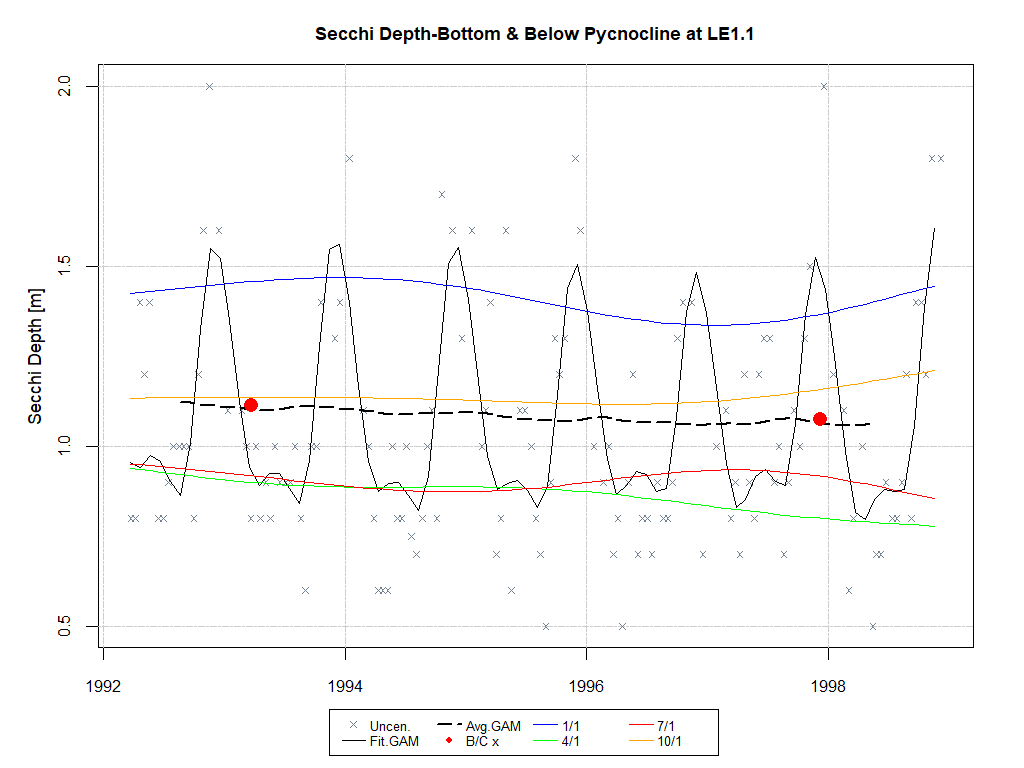 Secchi Depth-Bottom & Below Pycnocline at LE1.1
Secchi Depth [m]
2.0
1.5
1.0
0.5
1992 1994 1996 1998
Uncen. Avg.GAM 1/1 7/1
Fit.GAM B/C x 4/1 10/1